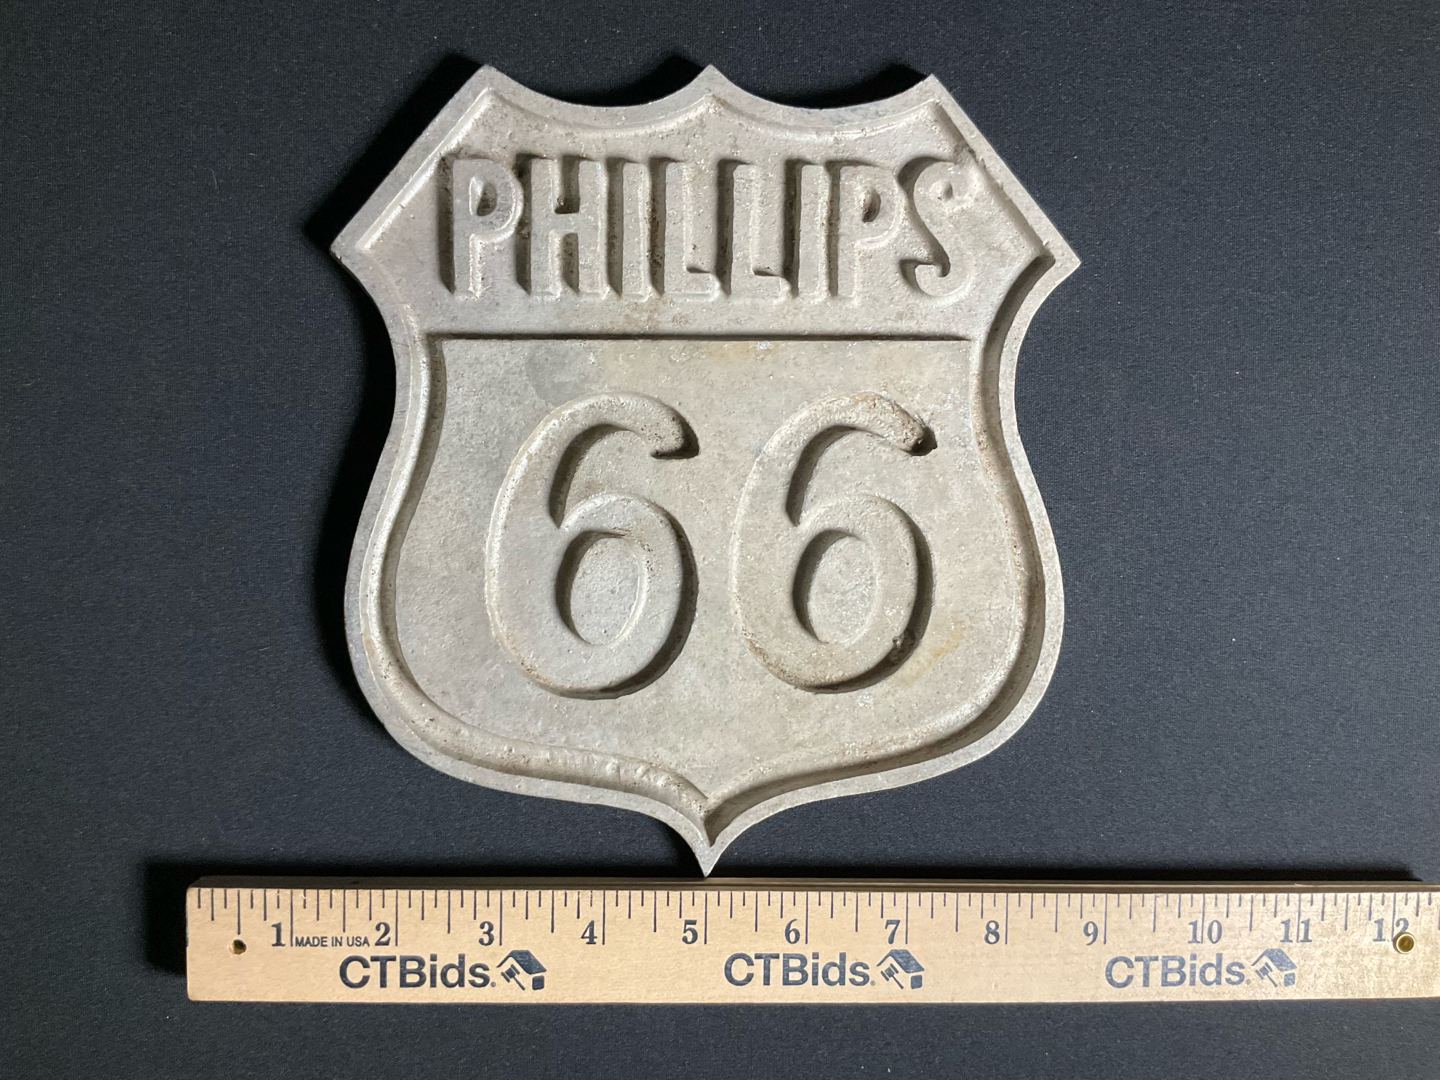 PHILLIPS
66
1 2 3 4 5 6 7 8 9 10 11 12
MADE IN USA
CTBids. CTBids. CTBids.